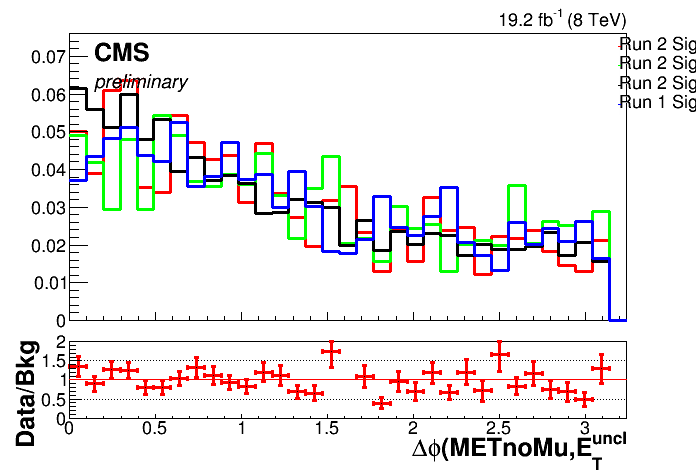 19.2 fb-1 (8 TeV)
CMS
preliminary
Run 2 Sig
Run 2 Sig
Run 2 Sig
Run 1 Sig
0.07
0.06
0.05
0.04
0.03
0.02
0.01
0
Data/Bkg
2
1.5
1
0.5
0
0 0.5 1 1.5 2 2.5 3
Δϕ(METnoMu,E_T^uncl